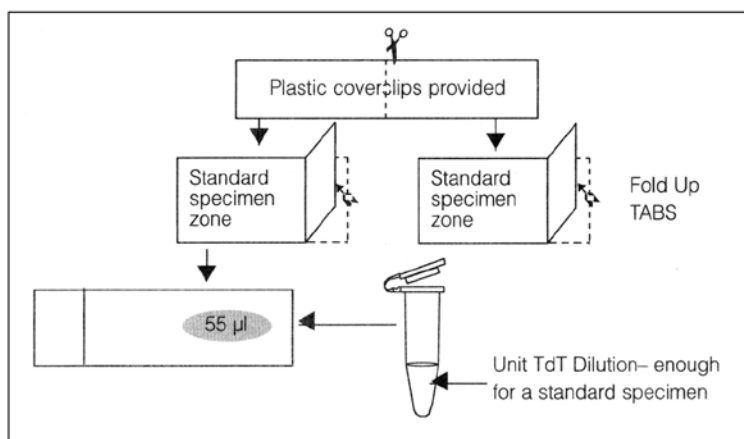 Plastic coverclips provided
Standard
specimen
zone
Standard
specimen
zone
Fold Up
TABS
55 µl
Unit TdT Dilution– enough
for a standard specimen